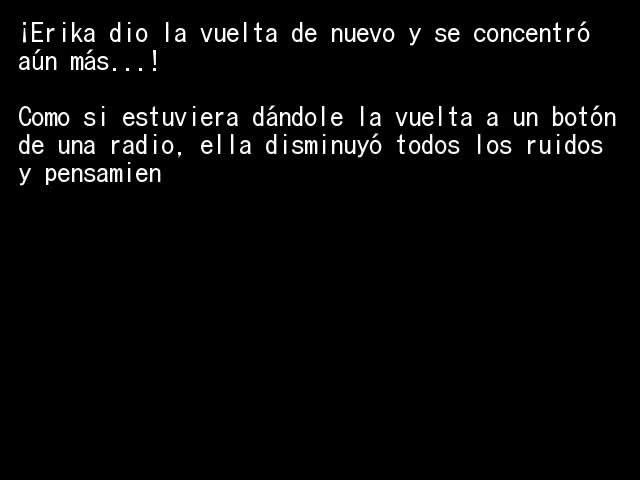 ¡Erika dio la vuelta de nuevo y se concentró
aún más...!
Como si estuviera dándole la vuelta a un botón
de una radio, ella disminuyó todos los ruidos
y pensamien